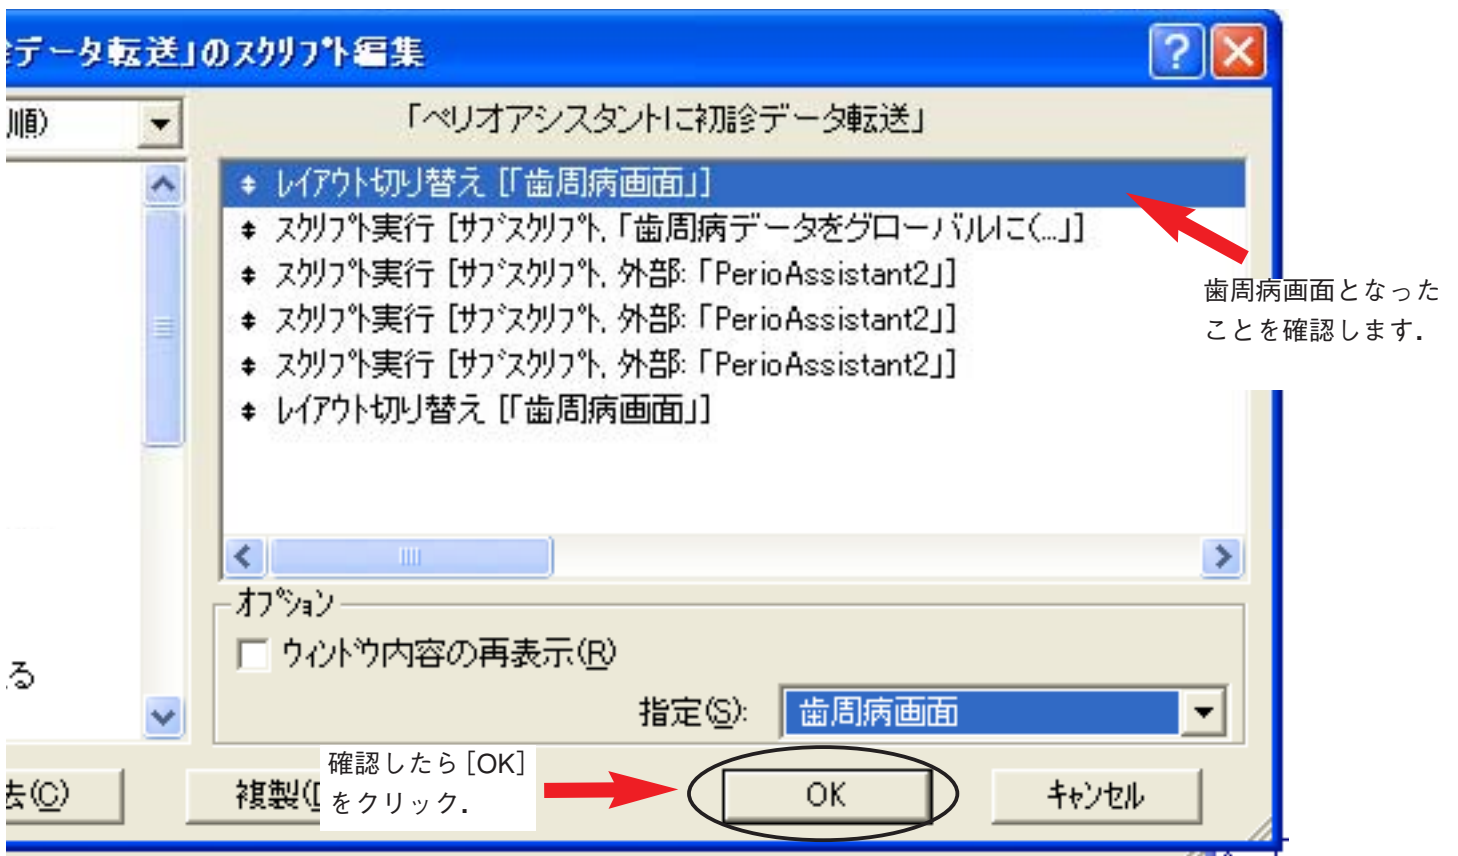 診データ転送」のスクリプト編集
順)
「ペリオアシスタントに初診データ転送」
レイアウト切り替え [「歯周病画面」]
スクリプト実行 [サブスクリプト, 「歯周病データをグローバルに(...」]
スクリプト実行 [サブスクリプト, 外部: 「PerioAssistant2」]
スクリプト実行 [サブスクリプト, 外部: 「PerioAssistant2」]
スクリプト実行 [サブスクリプト, 外部: 「PerioAssistant2」]
レイアウト切り替え [「歯周病画面」]
歯周病画面となった
ことを確認します.
オプション
ウィンドウ内容の再表示(R)
る
指定(S):
歯周病画面
確認したら [OK]
をクリック.
去(C)
複製(D
OK
キャンセル